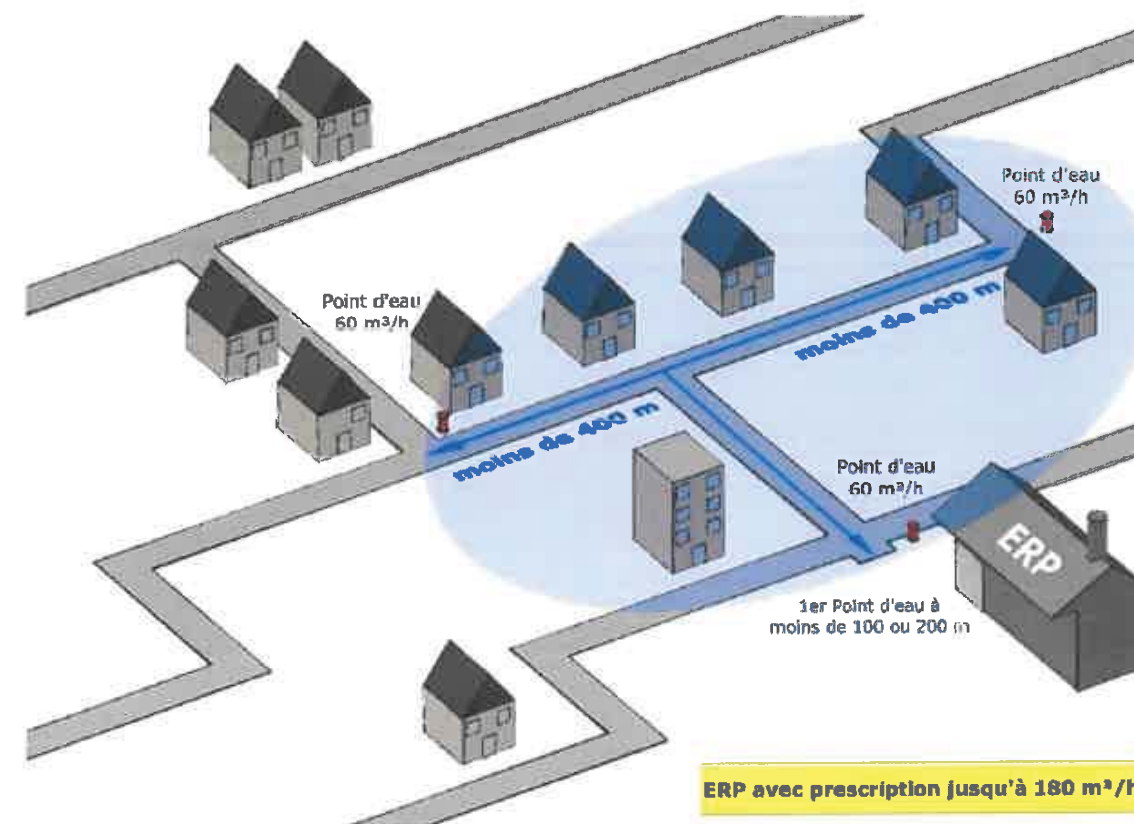 Point d'eau
60 m³/h
Point d'eau
60 m³/h
moins de 400 m
moins de 400 m
Point d'eau
60 m³/h
ERP
1er Point d'eau à
moins de 100 ou 200 m
ERP avec prescription jusqu'à 180 m³/h